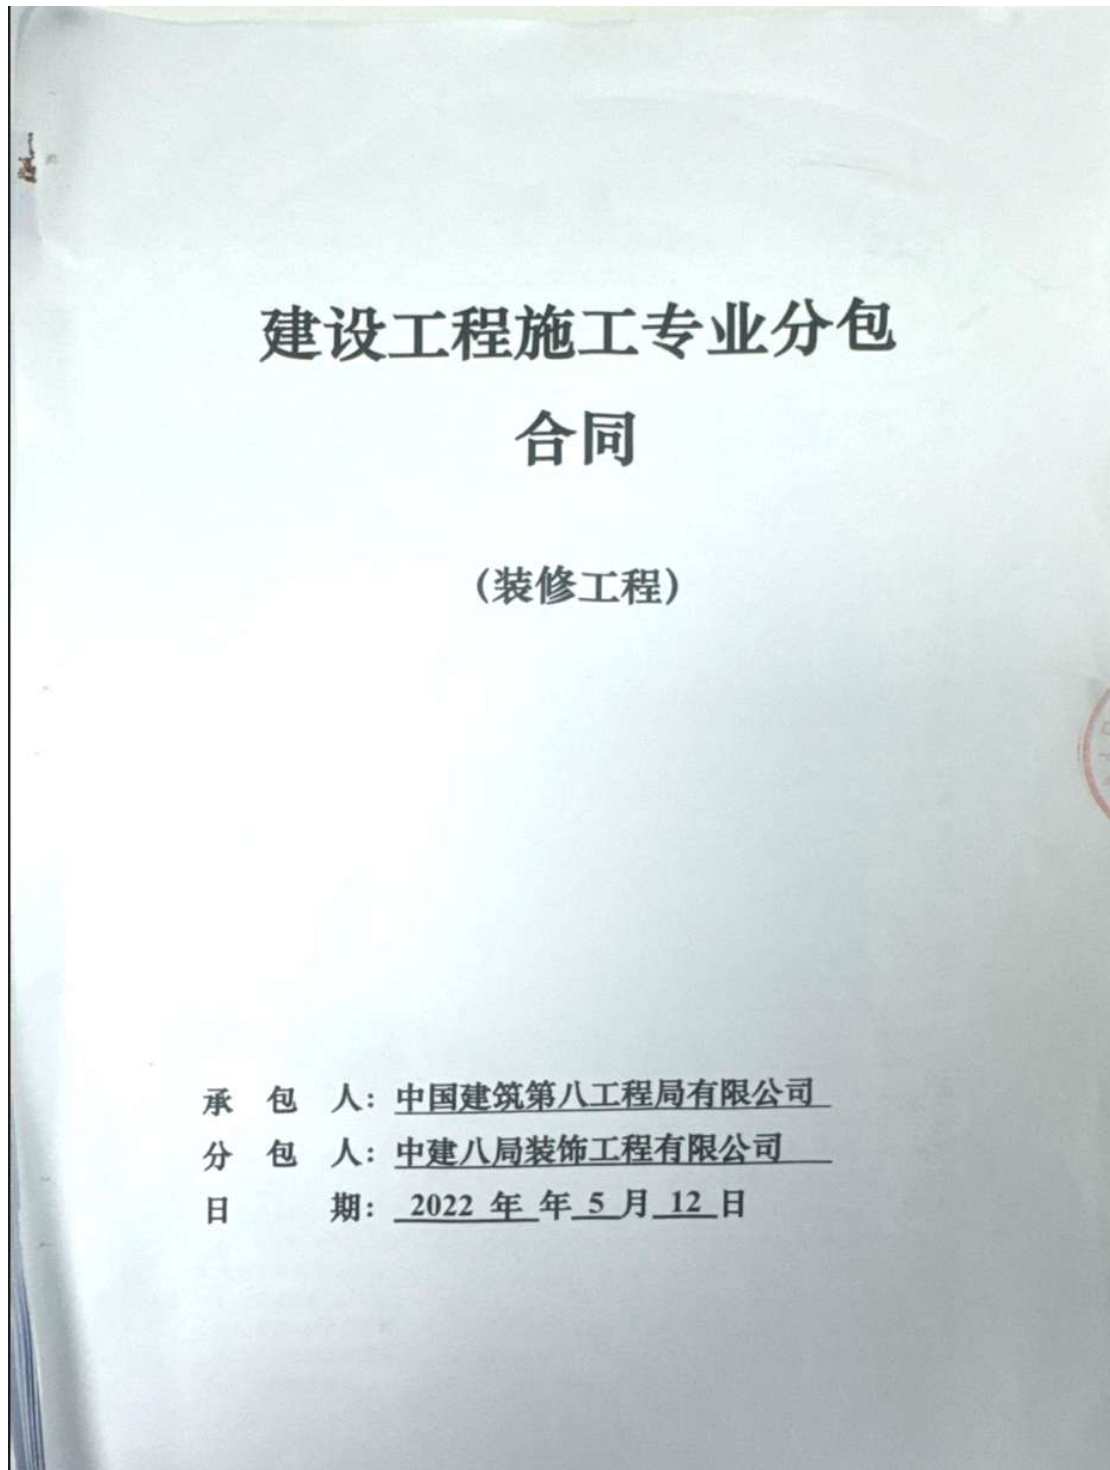 建设工程施工专业分包
合同
(装修工程)
承 包 人：中国建筑第八工程局有限公司
分 包 人：中建八局装饰工程有限公司
日 期：2022 年 年 5 月 12 日